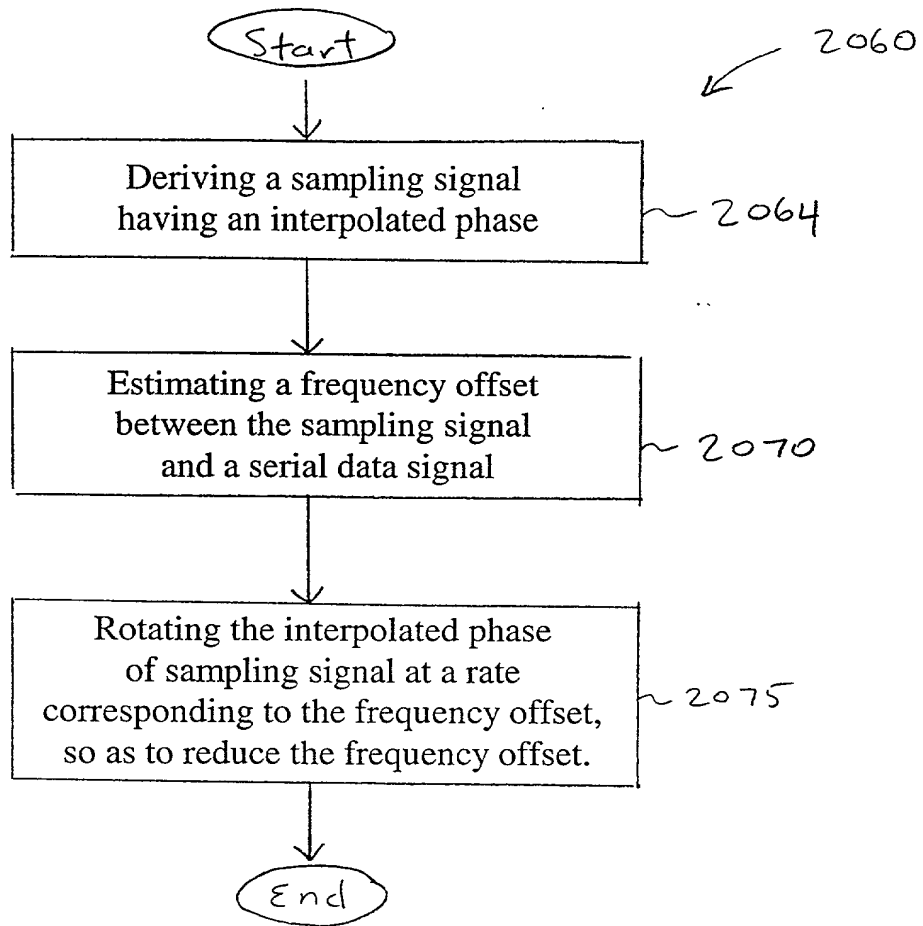 Start
2060
Deriving a sampling signal
having an interpolated phase
2064
Estimating a frequency offset
between the sampling signal
and a serial data signal
2070
Rotating the interpolated phase
of sampling signal at a rate
corresponding to the frequency offset,
so as to reduce the frequency offset.
2075
End